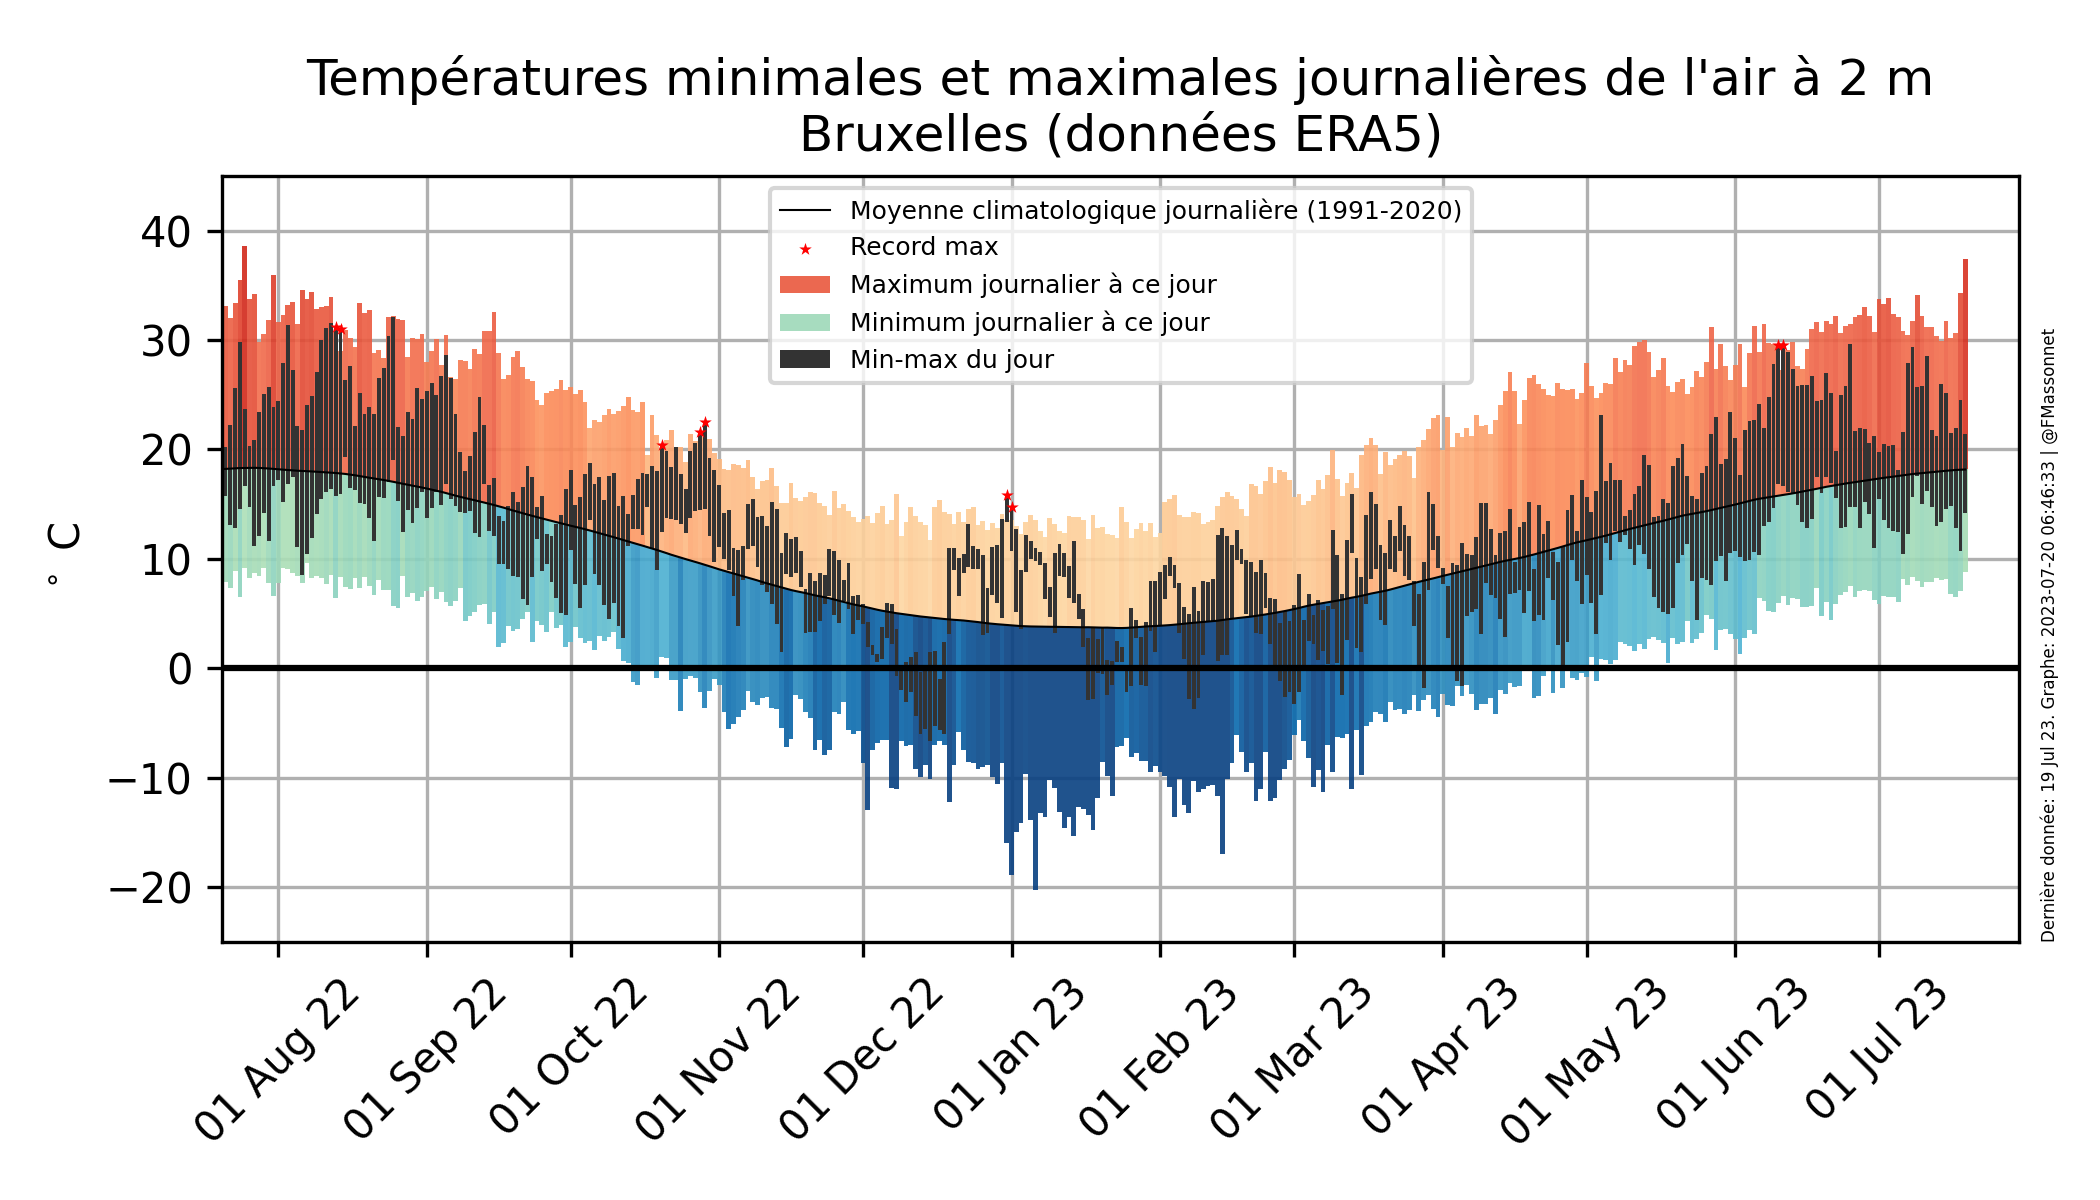 Températures minimales et maximales journalières de l'air à 2 m
Bruxelles (données ERA5)
Moyenne climatologique journalière (1991-2020)
Record max
Maximum journalier à ce jour
Minimum journalier à ce jour
Min-max du jour
° C
40
30
20
10
0
−10
−20
01 Aug 22
01 Sep 22
01 Oct 22
01 Nov 22
01 Dec 22
01 Jan 23
01 Feb 23
01 Mar 23
01 Apr 23
01 May 23
01 Jun 23
01 Jul 23
Dernière donnée: 19 Jul 23. Graphe: 2023-07-20 06:46:33 | @FMassonnet